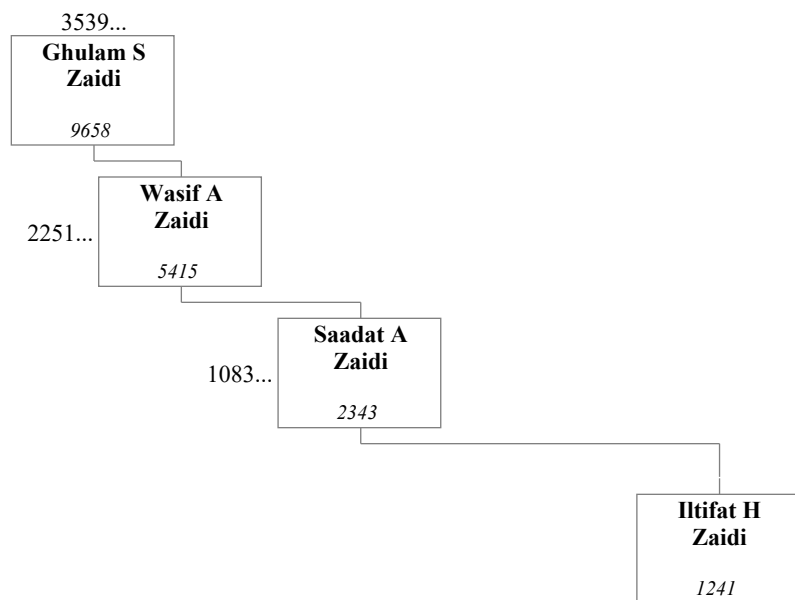 3539...
Ghulam S
Zaidi
9658
Wasif A
Zaidi
2251...
5415
Saadat A
Zaidi
1083...
2343
Iltifat H
Zaidi
1241